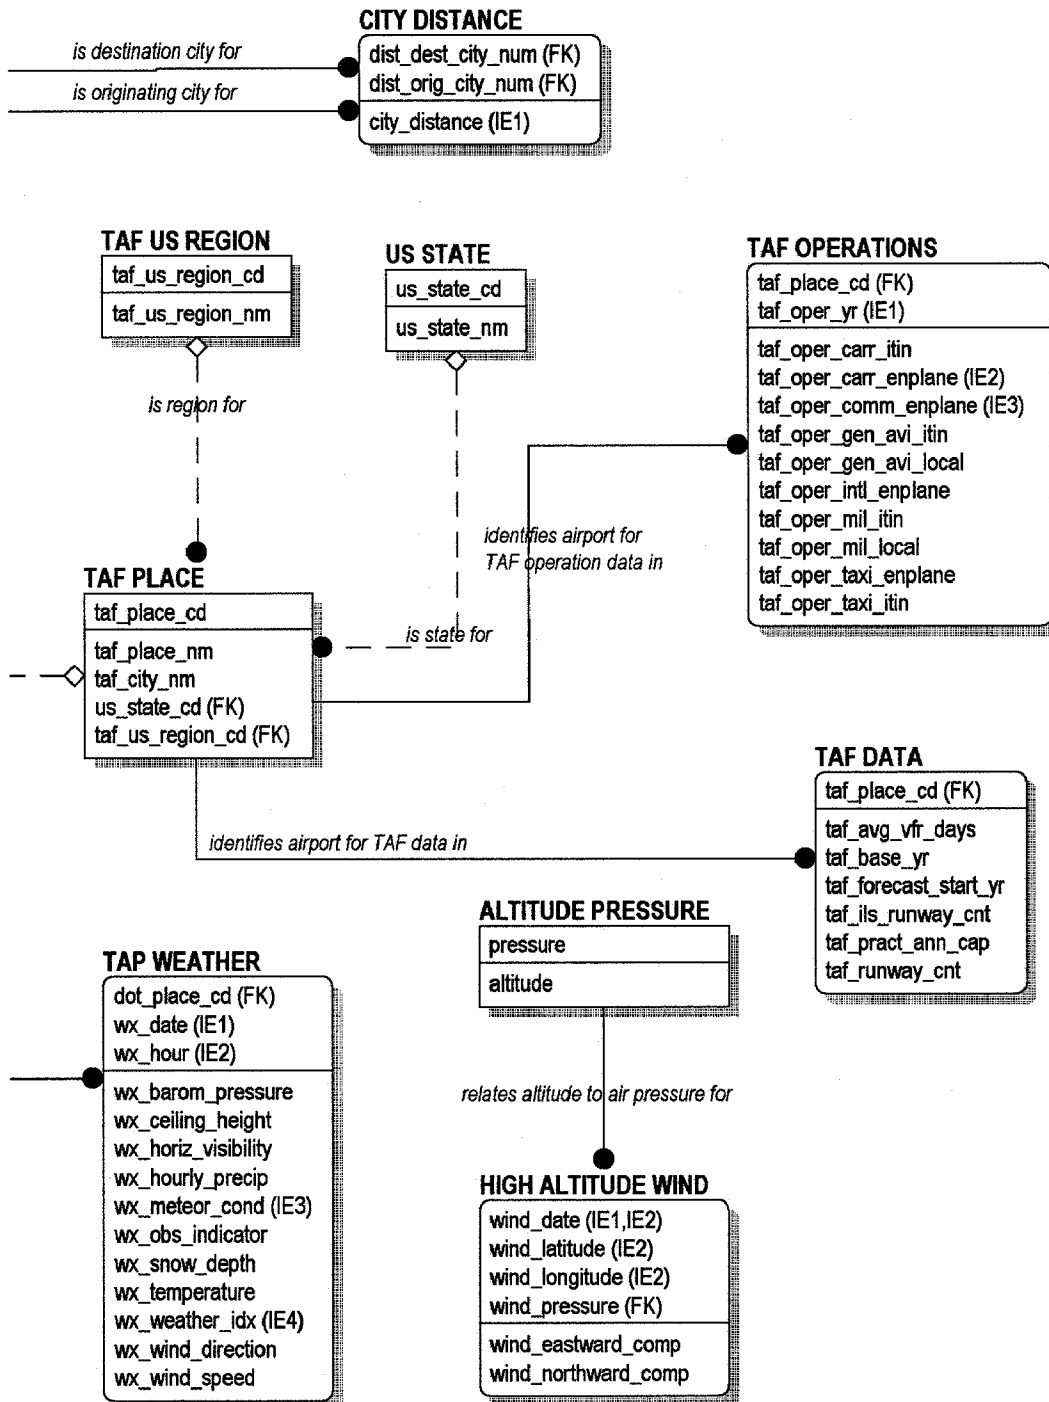 CITY DISTANCE
is destination city for
dist_dest_city_num (FK)
dist_orig_city_num (FK)
is originating city for
city_distance (IE1)
TAF US REGION
taf_us_region_cd
taf_us_region_nm
US STATE
us_state_cd
us_state_nm
TAF OPERATIONS
taf_place_cd (FK)
taf_oper_yr (IE1)
taf_oper_carr_itin
taf_oper_carr_enplane (IE2)
taf_oper_comm_enplane (IE3)
taf_oper_gen_avi_itin
taf_oper_gen_avi_local
taf_oper_intl_enplane
taf_oper_mil_itin
taf_oper_mil_local
taf_oper_taxi_enplane
taf_oper_taxi_itin
is region for
identifies airport for
TAF operation data in
is state for
TAF PLACE
taf_place_cd
taf_place_nm
taf_city_nm
us_state_cd (FK)
taf_us_region_cd (FK)
identifies airport for TAF data in
TAF DATA
taf_place_cd (FK)
taf_avg_vfr_days
taf_base_yr
taf_forecast_start_yr
taf_ils_runway_cnt
taf_pract_ann_cap
taf_runway_cnt
ALTITUDE PRESSURE
pressure
altitude
relates altitude to air pressure for
TAP WEATHER
dot_place_cd (FK)
wx_date (IE1)
wx_hour (IE2)
wx_barom_pressure
wx_ceiling_height
wx_horiz_visibility
wx_hourly_precip
wx_meteor_cond (IE3)
wx_obs_indicator
wx_snow_depth
wx_temperature
wx_weather_idx (IE4)
wx_wind_direction
wx_wind_speed
HIGH ALTITUDE WIND
wind_date (IE1,IE2)
wind_latitude (IE2)
wind_longitude (IE2)
wind_pressure (FK)
wind_eastward_comp
wind_northward_comp